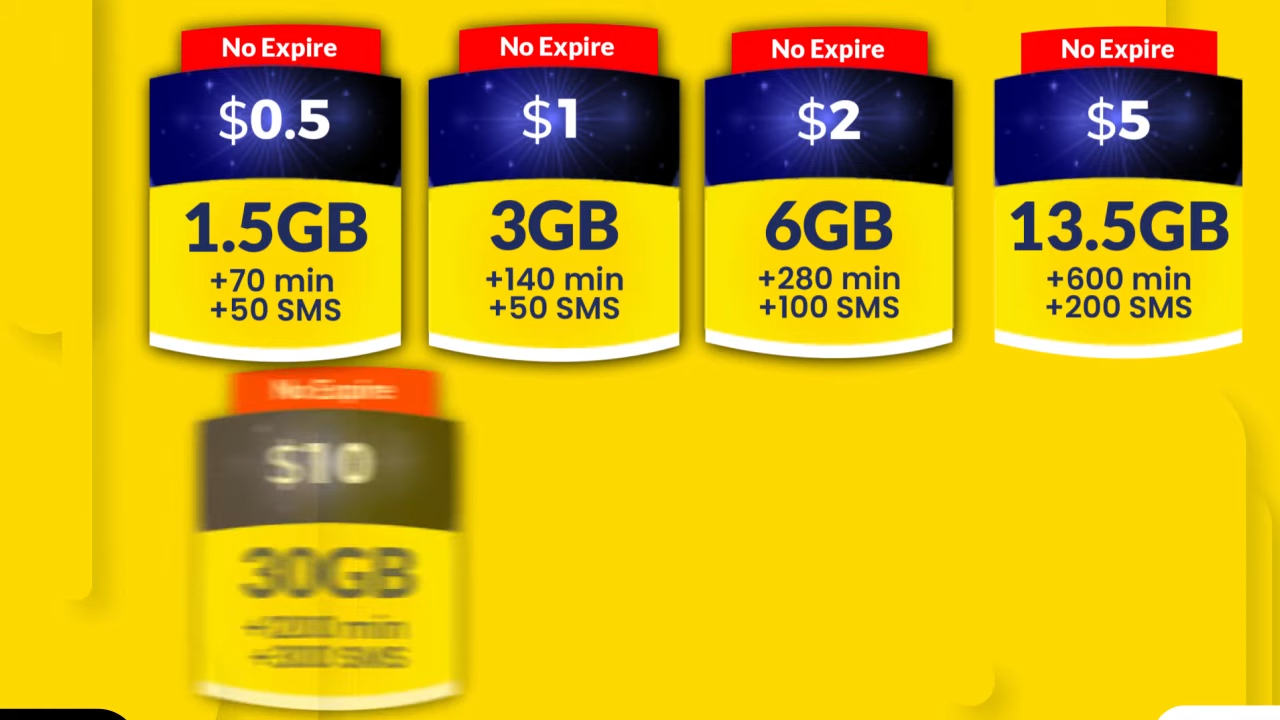 No Expire
$0.5
1.5GB
+70 min
+50 SMS
No Expire
$1
3GB
+140 min
+50 SMS
No Expire
$2
6GB
+280 min
+100 SMS
No Expire
$5
13.5GB
+600 min
+200 SMS
No Expire
$10
30GB
min
SMS